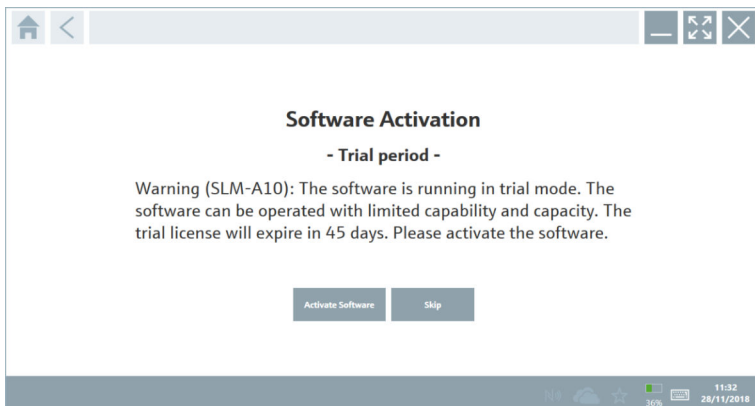 Software Activation
- Trial period -
Warning (SLM-A10): The software is running in trial mode. The
software can be operated with limited capability and capacity. The
trial license will expire in 45 days. Please activate the software.
Activate Software
Skip
36%
11:32
28/11/2018